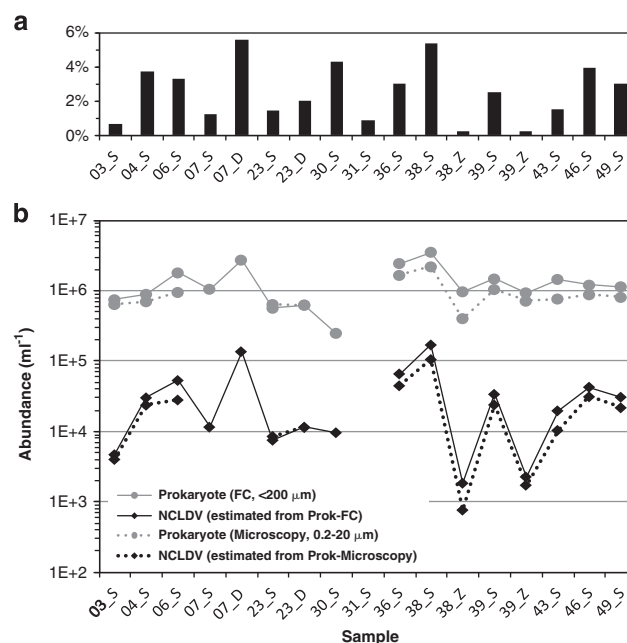 a
6%
4%
2%
0%
03_S 04_S 06_S 07_S 07_D 23_S 23_D 30_S 31_S 36_S 38_S 38_Z 39_S 39_Z 43_S 46_S 49_S
b
Abundance (ml-1)
1E+7
1E+6
1E+5
1E+4
1E+3
1E+2
Prokaryote (FC, <200 μm)
NCLDV (estimated from Prok-FC)
Prokaryote (Microscopy, 0.2-20 μm)
NCLDV (estimated from Prok-Microscopy)
03_S 04_S 06_S 07_S 07_D 23_S 23_D 30_S 31_S 36_S 38_S 38_Z 39_S 39_Z 43_S 46_S 49_S
Sample